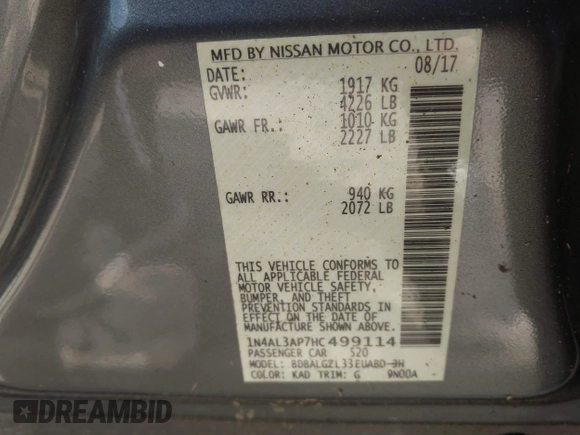 MFD BY NISSAN MOTOR CO., LTD.
DATE: 08/17
GVWR: 1917 KG
4226 LB
GAWR FR.: 1010 KG
2227 LB
GAWR RR.: 940 KG
2072 LB
THIS VEHICLE CONFORMS TO
ALL APPLICABLE FEDERAL
MOTOR VEHICLE SAFETY,
BUMPER, AND THEFT
PREVENTION STANDARDS IN
EFFECT ON THE DATE OF
MANUFACTURE SHOWN ABOVE.
1N4AL3AP7HC499114
PASSENGER CAR S20
MODEL: BDBALGZL33EUABD-3H
COLOR: KAD TRIM: G 9N00A
DREAMBID